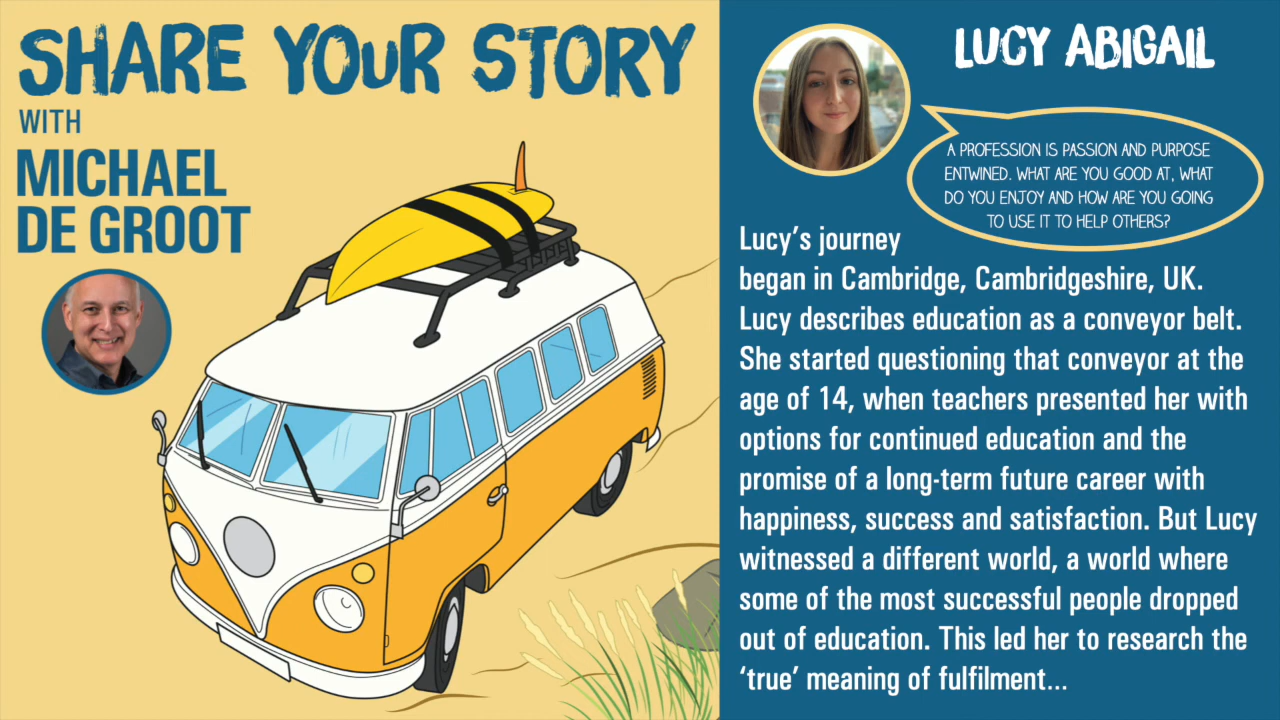 SHARE YOUR STORY
WITH
MICHAEL
DE GROOT
LUCY ABIGAIL
A PROFESSION IS PASSION AND PURPOSE
ENTWINED. WHAT ARE YOU GOOD AT, WHAT
DO YOU ENJOY AND HOW ARE YOU GOING
TO USE IT TO HELP OTHERS?
Lucy’s journey
began in Cambridge, Cambridgeshire, UK.
Lucy describes education as a conveyor belt.
She started questioning that conveyor at the
age of 14, when teachers presented her with
options for continued education and the
promise of a long-term future career with
happiness, success and satisfaction. But Lucy
witnessed a different world, a world where
some of the most successful people dropped
out of education. This led her to research the
‘true’ meaning of fulfilment...